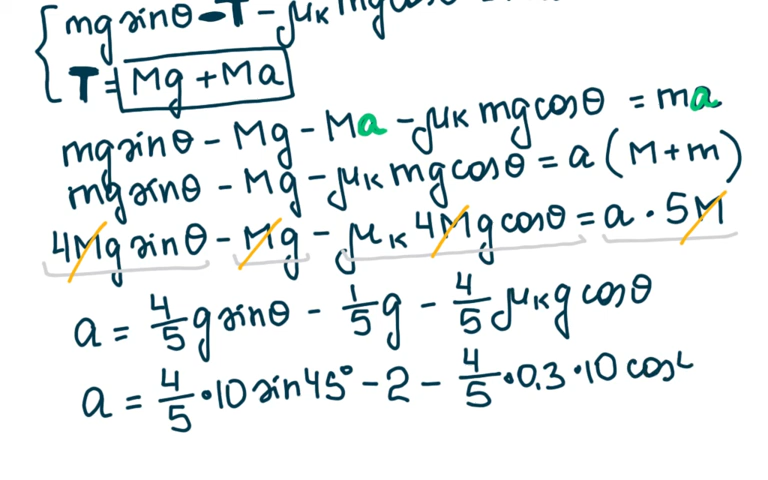 mg sinθ - T - μₖ mg cosθ
T = Mg + Ma
mg sinθ - Mg - Ma - μₖ mg cosθ = ma
mg sinθ - Mg - μₖ mg cosθ = a (M+m)
4Mg sinθ - Mg - μₖ 4Mg cosθ = a · 5M
a = 4/5 g sinθ - 1/5 g - 4/5 μₖ g cosθ
a = 4/5 · 10 sin 45° - 2 - 4/5 · 0.3 · 10 cos